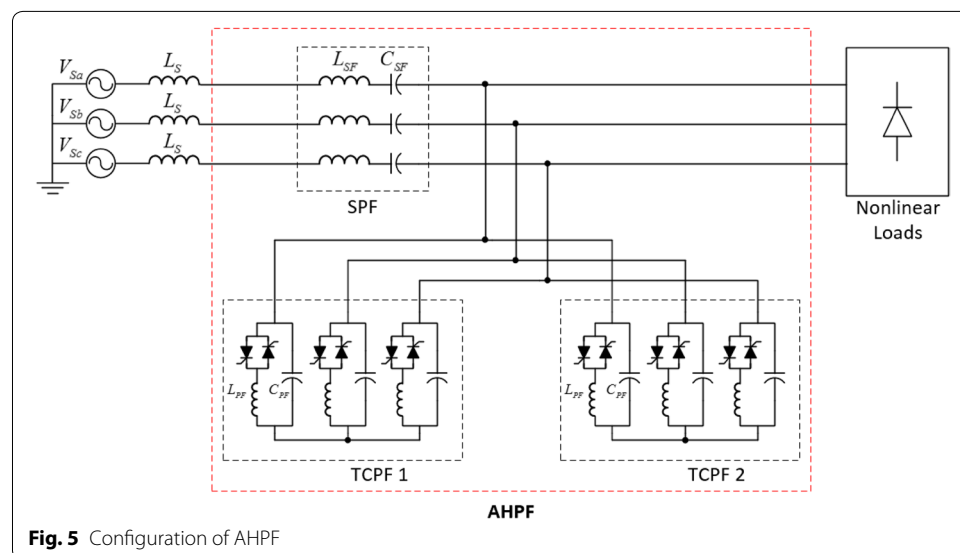 V_Sa L_S L_SF C_SF
V_Sb L_S
V_Sc L_S
SPF
Nonlinear
Loads
L_PF C_PF L_PF C_PF
TCPF 1 TCPF 2
AHPF
Fig. 5 Configuration of AHPF